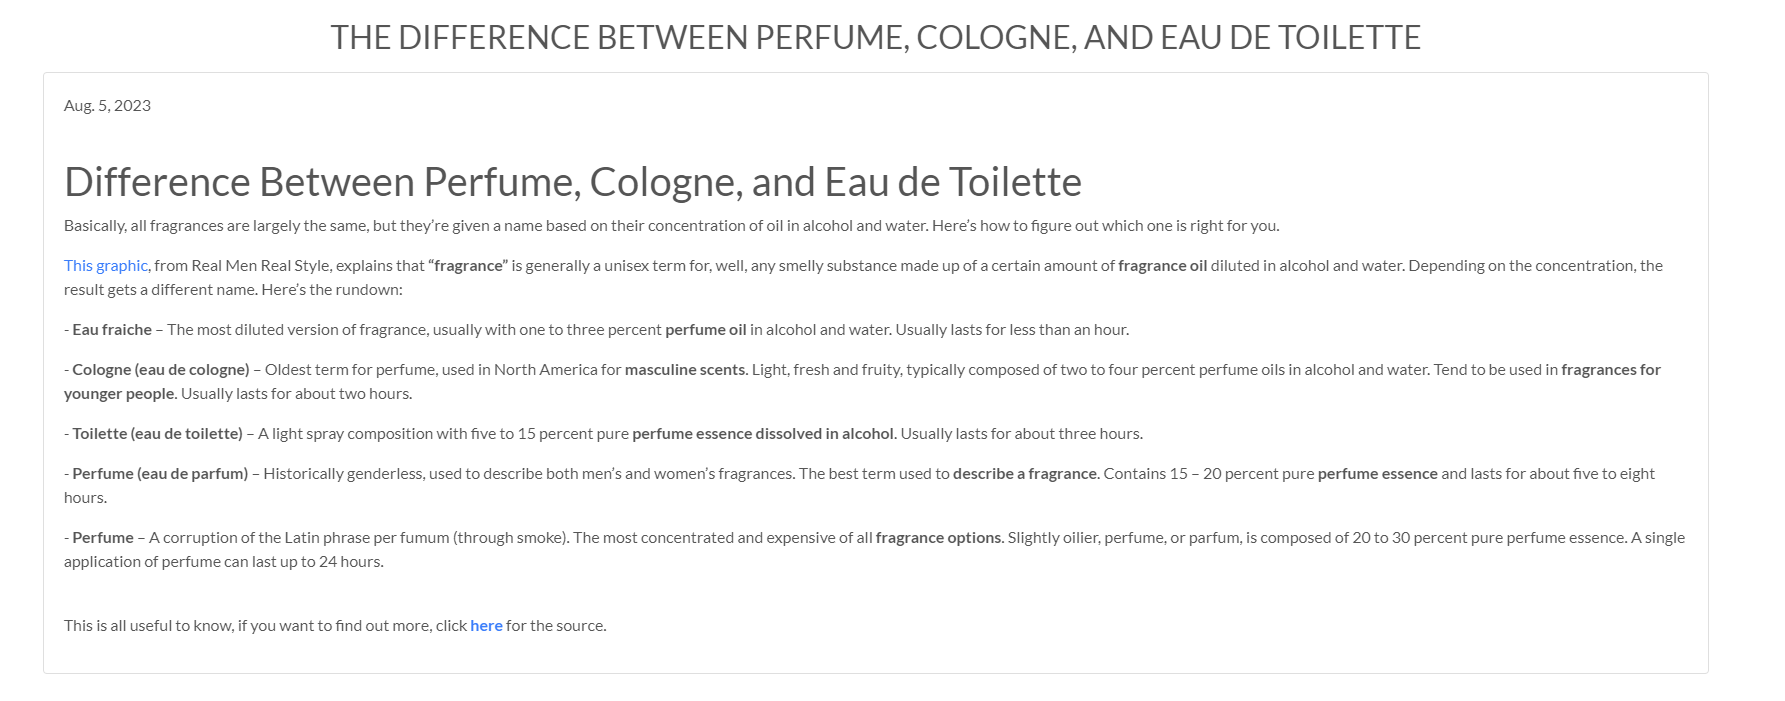 THE DIFFERENCE BETWEEN PERFUME, COLOGNE, AND EAU DE TOILETTE
Aug. 5, 2023
Difference Between Perfume, Cologne, and Eau de Toilette
Basically, all fragrances are largely the same, but they’re given a name based on their concentration of oil in alcohol and water. Here’s how to figure out which one is right for you.
This graphic, from Real Men Real Style, explains that “fragrance” is generally a unisex term for, well, any smelly substance made up of a certain amount of fragrance oil diluted in alcohol and water. Depending on the concentration, the
result gets a different name. Here’s the rundown:
- Eau fraiche – The most diluted version of fragrance, usually with one to three percent perfume oil in alcohol and water. Usually lasts for less than an hour.
- Cologne (eau de cologne) – Oldest term for perfume, used in North America for masculine scents. Light, fresh and fruity, typically composed of two to four percent perfume oils in alcohol and water. Tend to be used in fragrances for
younger people. Usually lasts for about two hours.
- Toilette (eau de toilette) – A light spray composition with five to 15 percent pure perfume essence dissolved in alcohol. Usually lasts for about three hours.
- Perfume (eau de parfum) – Historically genderless, used to describe both men’s and women’s fragrances. The best term used to describe a fragrance. Contains 15 – 20 percent pure perfume essence and lasts for about five to eight
hours.
- Perfume – A corruption of the Latin phrase per fumum (through smoke). The most concentrated and expensive of all fragrance options. Slightly oilier, perfume, or parfum, is composed of 20 to 30 percent pure perfume essence. A single
application of perfume can last up to 24 hours.
This is all useful to know, if you want to find out more, click here for the source.